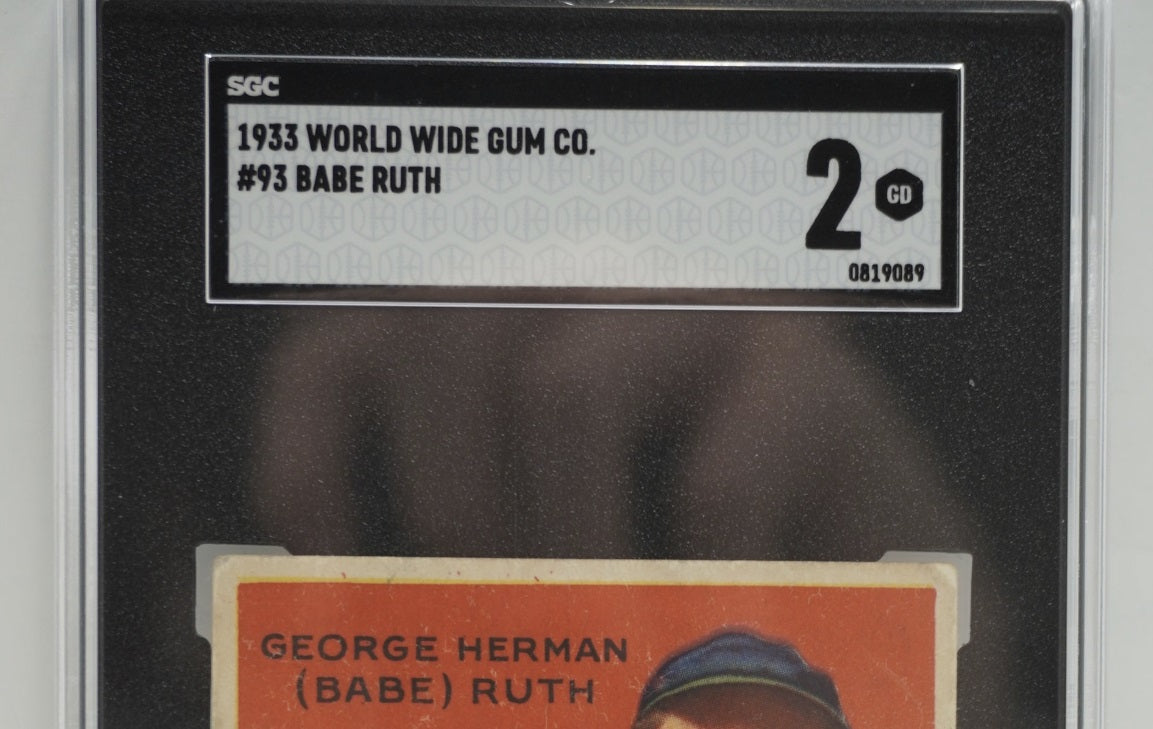 SGC
1933 WORLD WIDE GUM CO.
#93 BABE RUTH
2 GD
0819089
GEORGE HERMAN
(BABE) RUTH